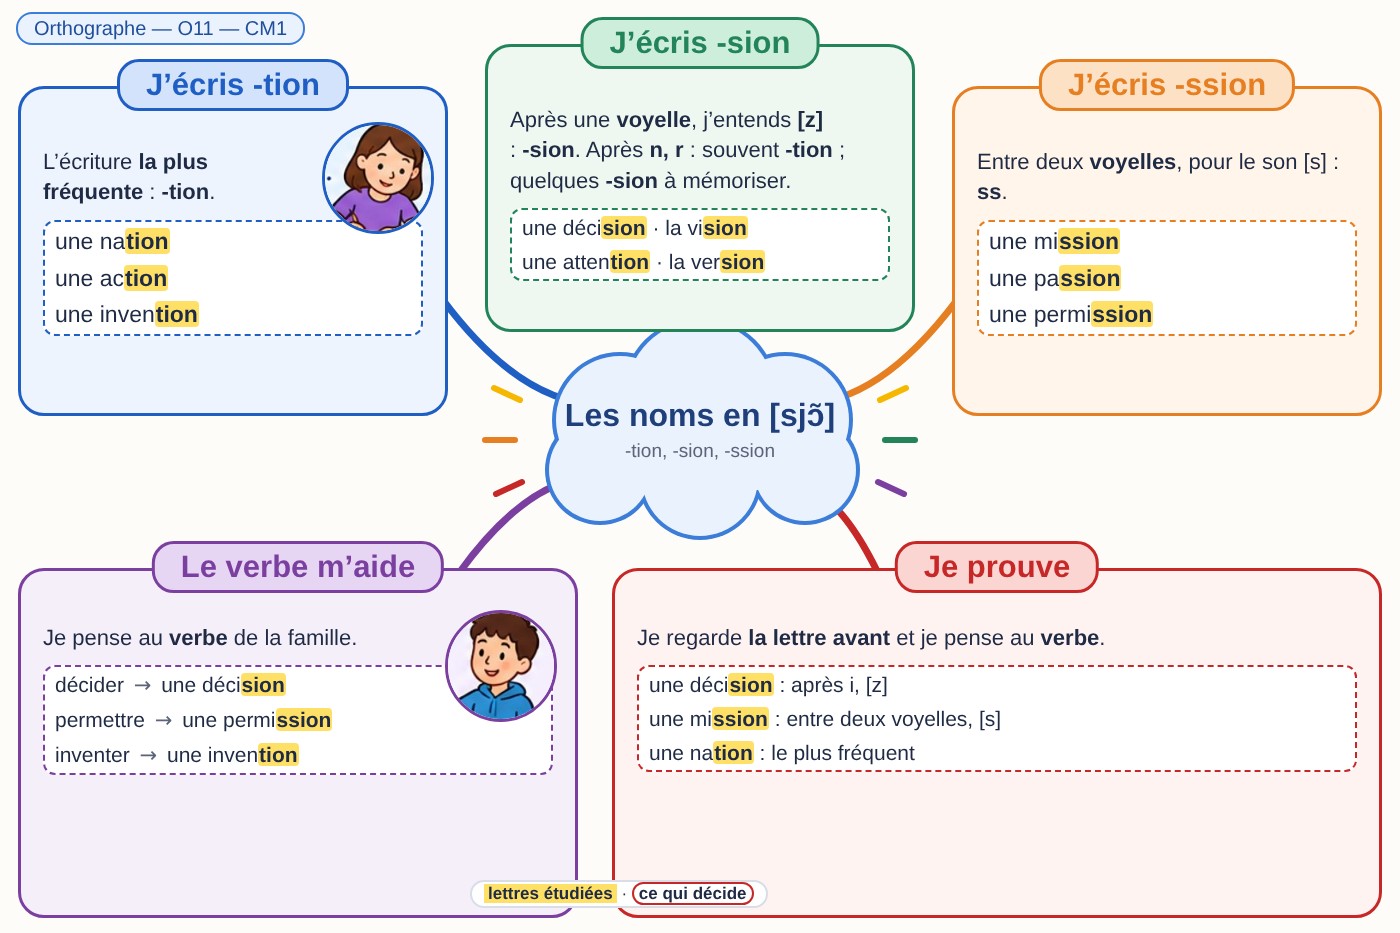 Orthographe — O11 — CM1
J’écris -tion
L’écriture la plus
fréquente : -tion.
une nation
une action
une invention
J’écris -sion
Après une voyelle, j’entends [z]
: -sion. Après n, r : souvent -tion ;
quelques -sion à mémoriser.
une décision · la vision
une attention · la version
J’écris -ssion
Entre deux voyelles, pour le son [s] :
ss.
une mission
une passion
une permission
Les noms en [sjɔ̃]
-tion, -sion, -ssion
Le verbe m’aide
Je pense au verbe de la famille.
décider → une décision
permettre → une permission
inventer → une invention
Je prouve
Je regarde la lettre avant et je pense au verbe.
une décision : après i, [z]
une mission : entre deux voyelles, [s]
une nation : le plus fréquent
lettres étudiées · ce qui décide